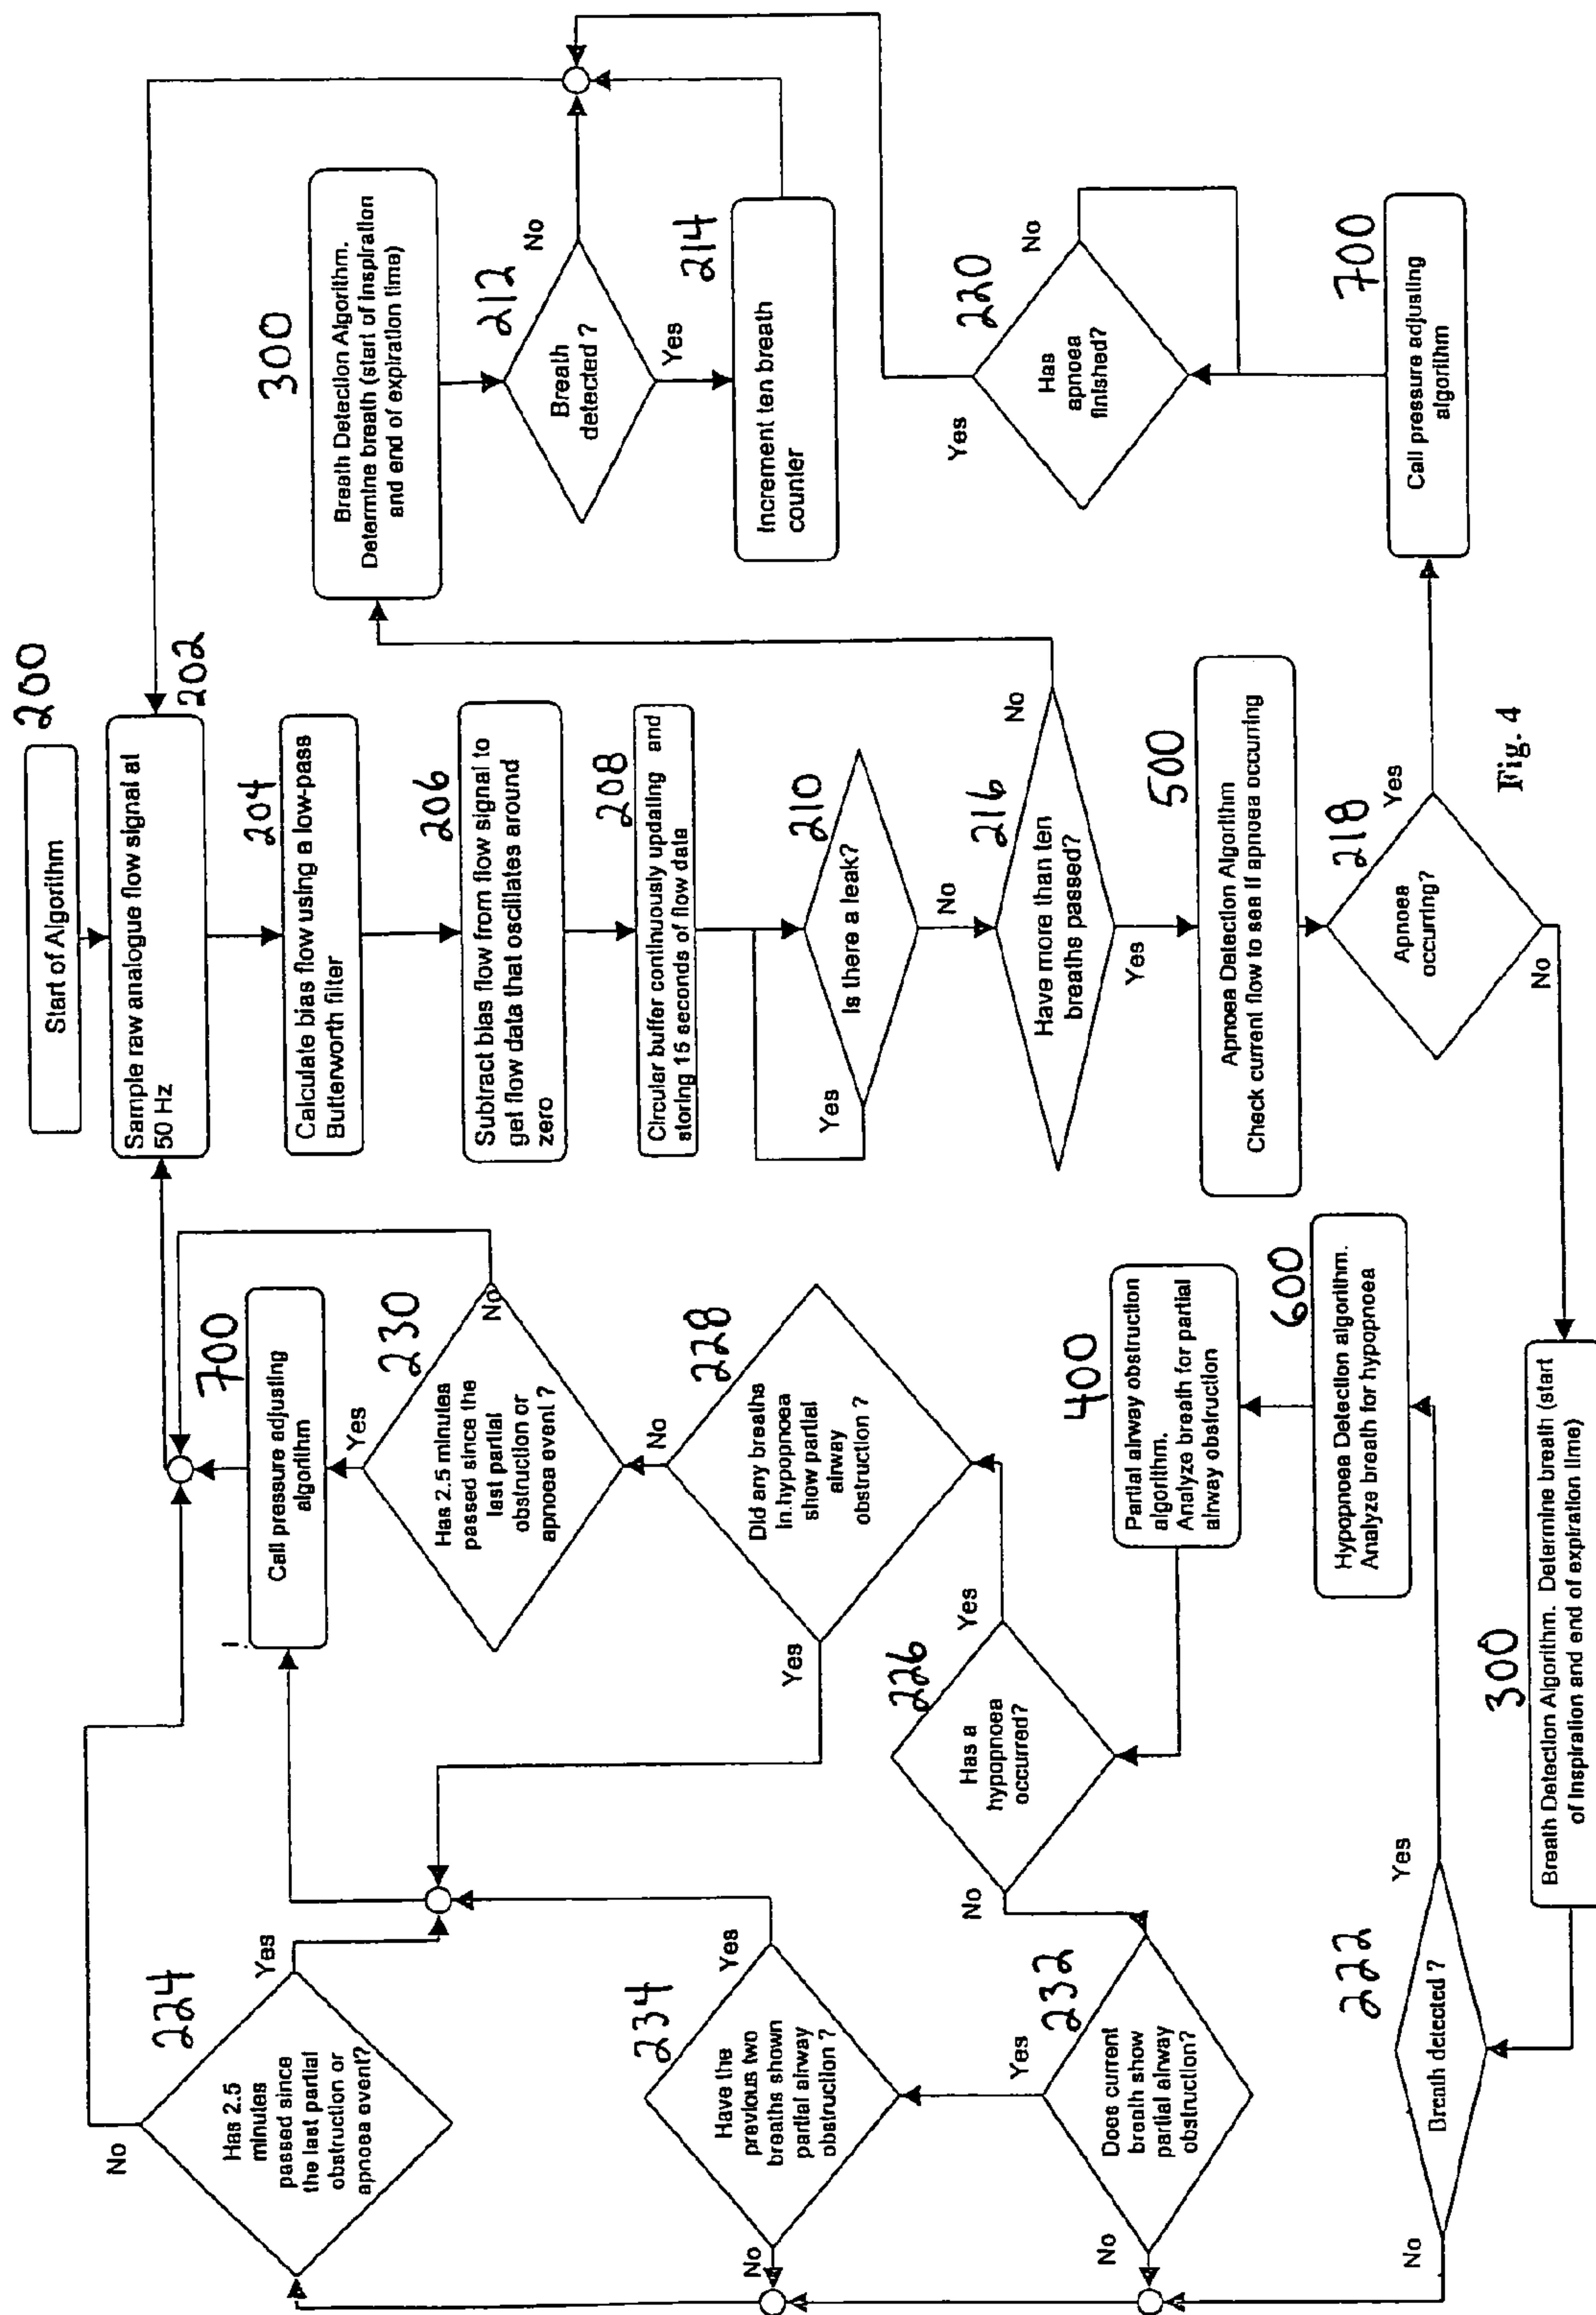 200
Start of Algorithm
202
Sample raw analogue flow signal at
50 Hz
204
Calculate bias flow using a low-pass
Butterworth filter
206
Subtract bias flow from flow signal to
get flow data that oscillates around
zero
208
Circular buffer continuously updating and
storing 15 seconds of flow data
210
Is there a leak?
Yes
No
216
Have more than ten
breaths passed?
No
Yes
500
Apnoea Detection Algorithm
Check current flow to see if apnoea occurring
218
Apnoea
occurring?
Yes
No
300
Breath Detection Algorithm.
Determine breath (start of inspiration
and end of expiration time)
212
Breath
detected ?
No
Yes
214
Increment ten breath
counter
220
Has
apnoea
finished?
Yes
No
700
Call pressure adjusting
algorithm
300
Breath Detection Algorithm. Determine breath (start
of Inspiration and end of expiration time)
222
Breath detected ?
Yes
No
600
Hypopnoea Detection algorithm.
Analyze breath for hypopnoea
400
Partial airway obstruction
algorithm.
Analyze breath for partial
airway obstruction
226
Has a
hypopnoea
occurred?
Yes
No
228
Did any breaths
in.hypopnoea
show partial
airway
obstruction ?
Yes
No
230
Has 2.5 minutes
passed since the
last partial
obstruction or
apnoea event ?
No
Yes
700
Call pressure adjusting
algorithm
232
Does current
breath show
partial airway
obstruction?
Yes
No
234
Have the
previous two
breaths shown
partial airway
obstruction ?
Yes
No
224
Has 2.5
minutes
passed since
the last partial
obstruction or
apnoea event?
Yes
No
Fig. 4